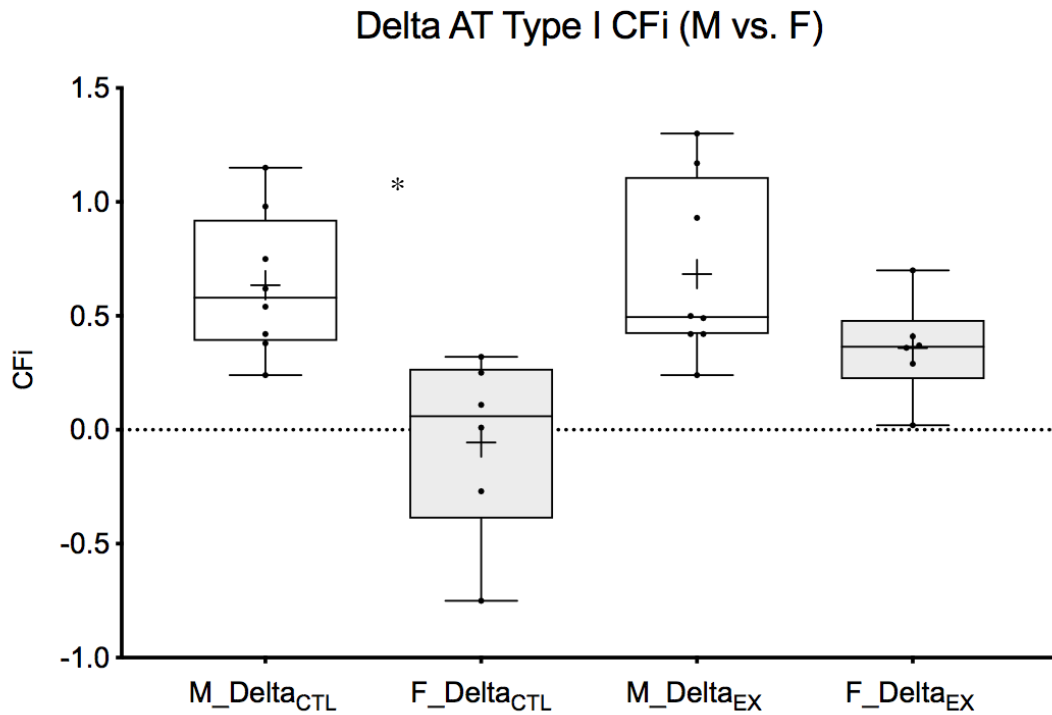 Delta AT Type I CFi (M vs. F)
1.5
*
1.0
0.5
CFi
0.0
-0.5
-1.0
M_DeltaCTL F_DeltaCTL M_DeltaEX F_DeltaEX